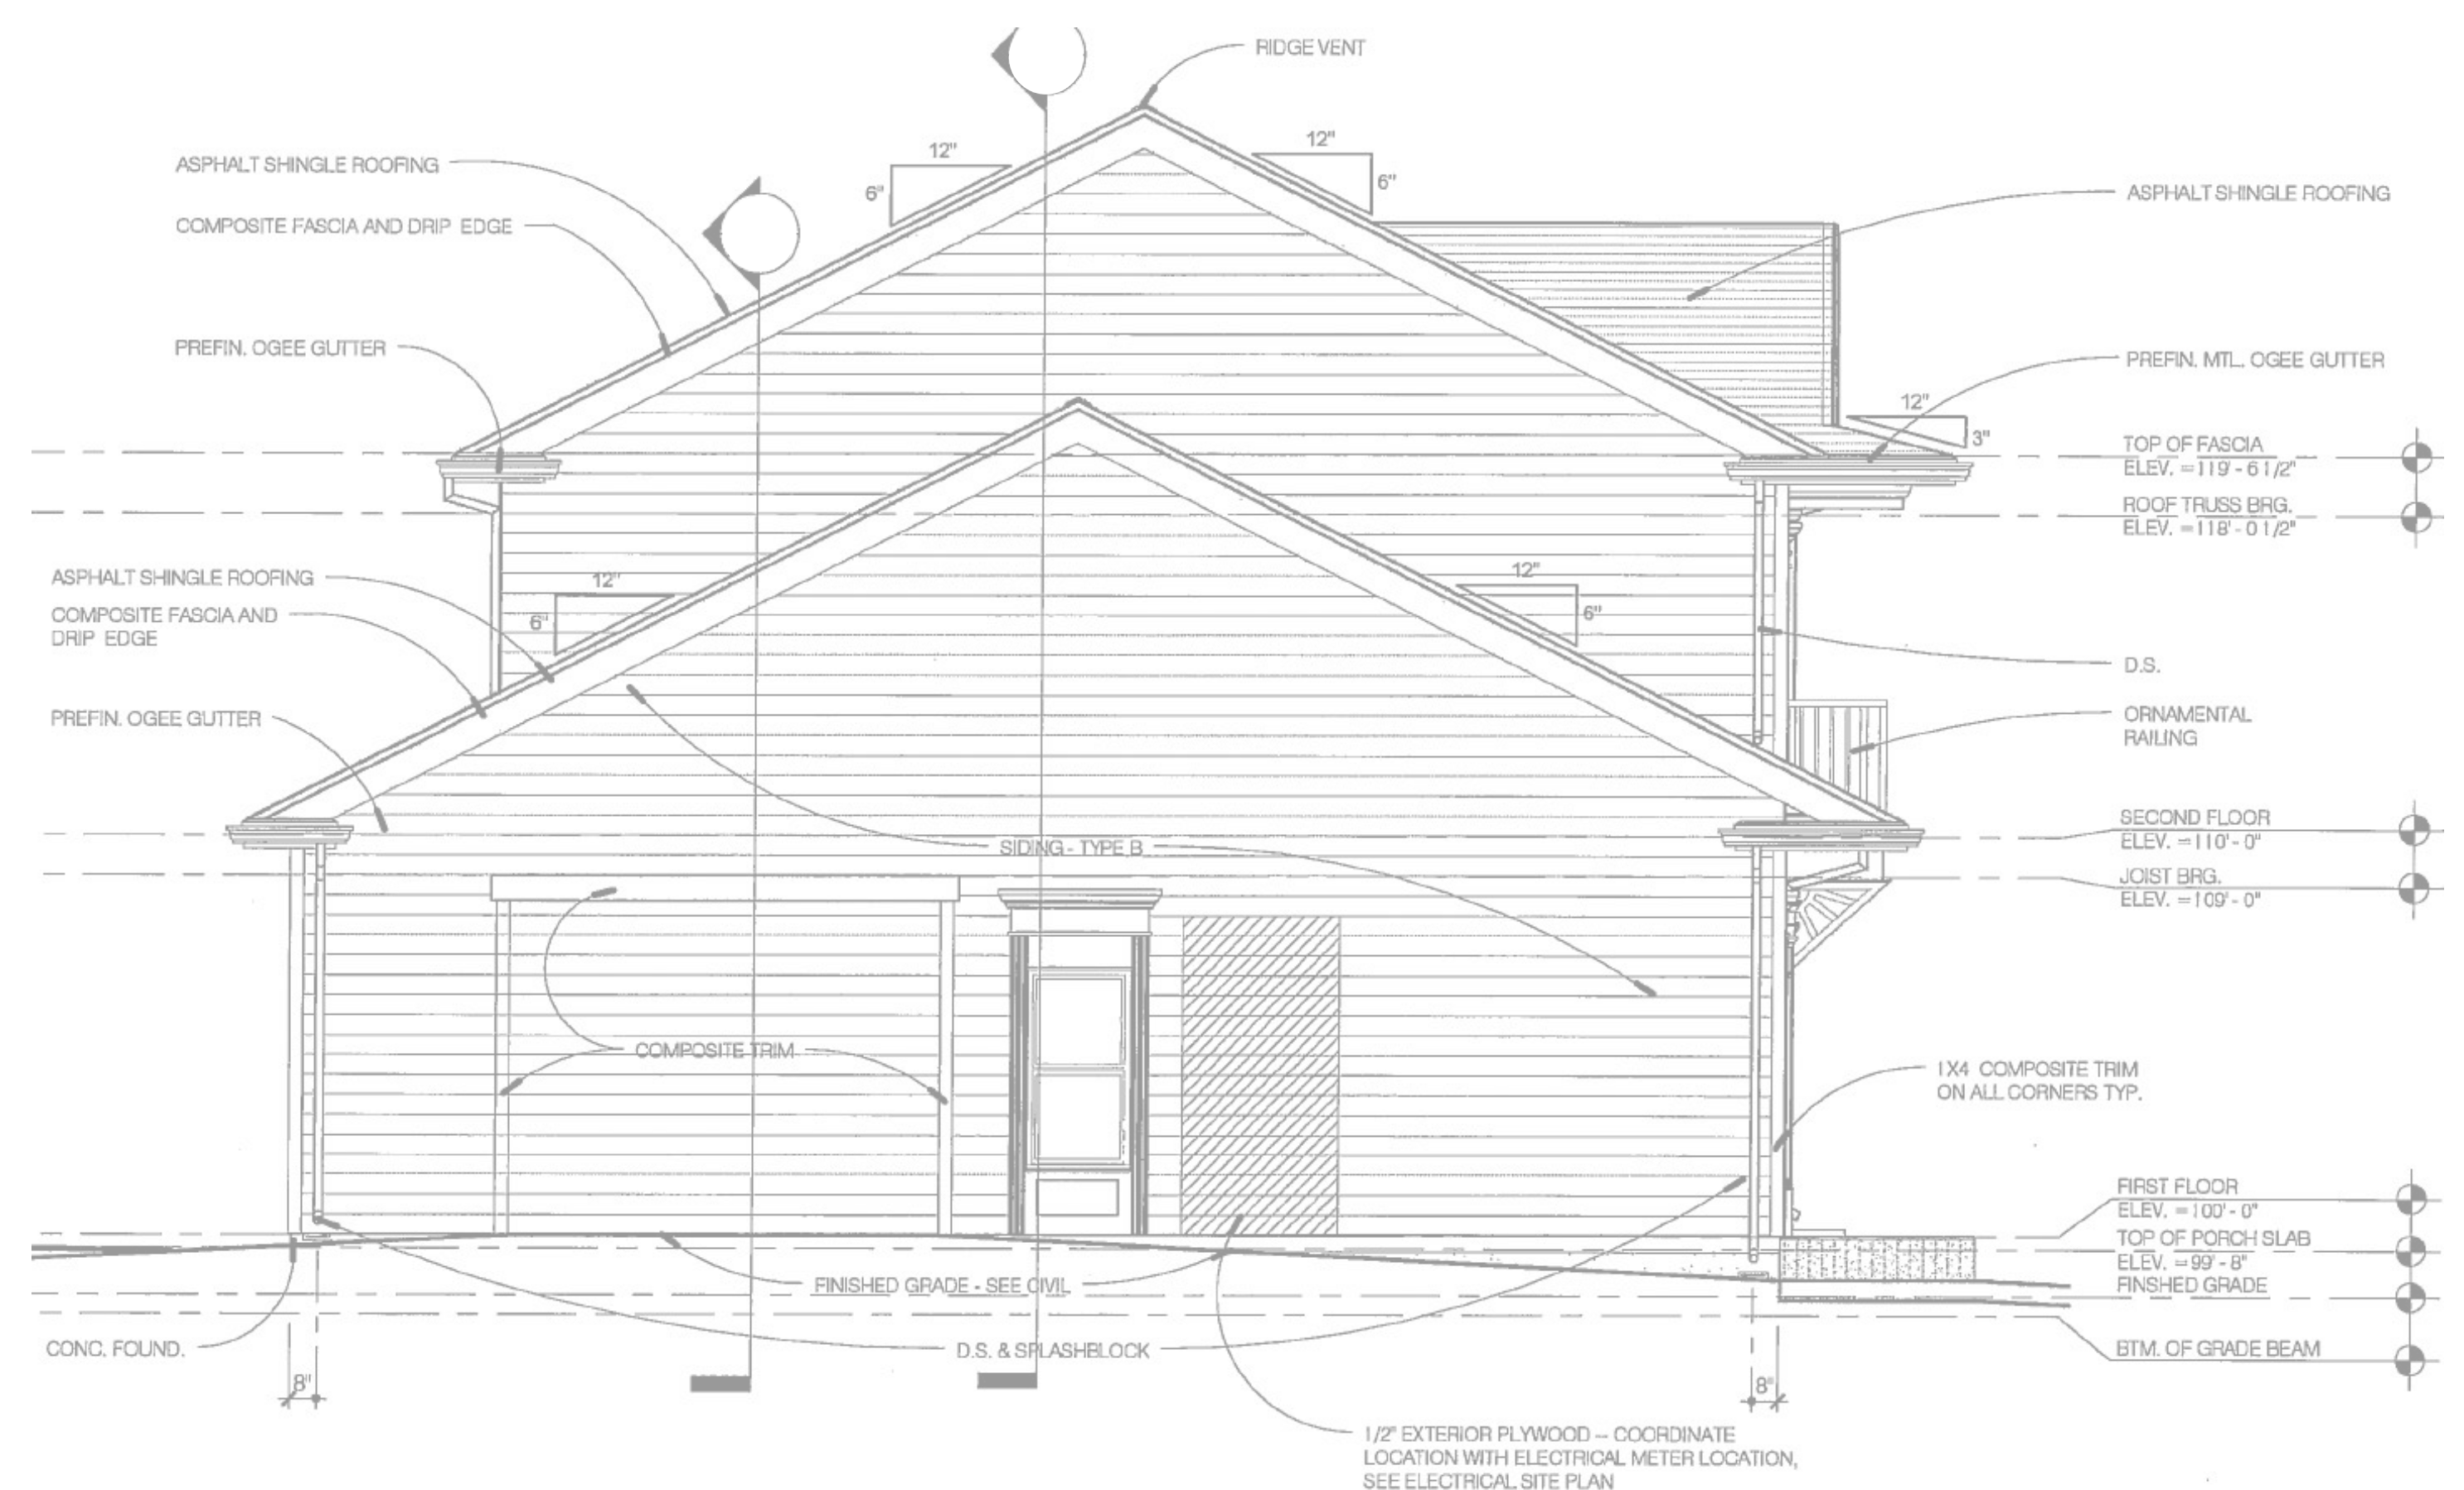 RIDGE VENT
12"
12"
6"
6"
ASPHALT SHINGLE ROOFING
COMPOSITE FASCIA AND DRIP EDGE
PREFIN. OGEE GUTTER
ASPHALT SHINGLE ROOFING
PREFIN. MTL. OGEE GUTTER
12"
3"
TOP OF FASCIA
ELEV. = 119' - 6 1/2"
ROOF TRUSS BRG.
ELEV. = 118' - 0 1/2"
ASPHALT SHINGLE ROOFING
COMPOSITE FASCIA AND
DRIP EDGE
PREFIN. OGEE GUTTER
12"
6"
12"
6"
D.S.
ORNAMENTAL
RAILING
SECOND FLOOR
ELEV. = 110' - 0"
JOIST BRG.
ELEV. = 109' - 0"
SIDING - TYPE B
COMPOSITE TRIM
1X4 COMPOSITE TRIM
ON ALL CORNERS TYP.
FIRST FLOOR
ELEV. = 100' - 0"
TOP OF PORCH SLAB
ELEV. = 99' - 8"
FINSHED GRADE
BTM. OF GRADE BEAM
FINISHED GRADE - SEE CIVIL
CONC. FOUND.
D.S. & SPLASHBLOCK
8"
8"
1/2" EXTERIOR PLYWOOD -- COORDINATE
LOCATION WITH ELECTRICAL METER LOCATION,
SEE ELECTRICAL SITE PLAN